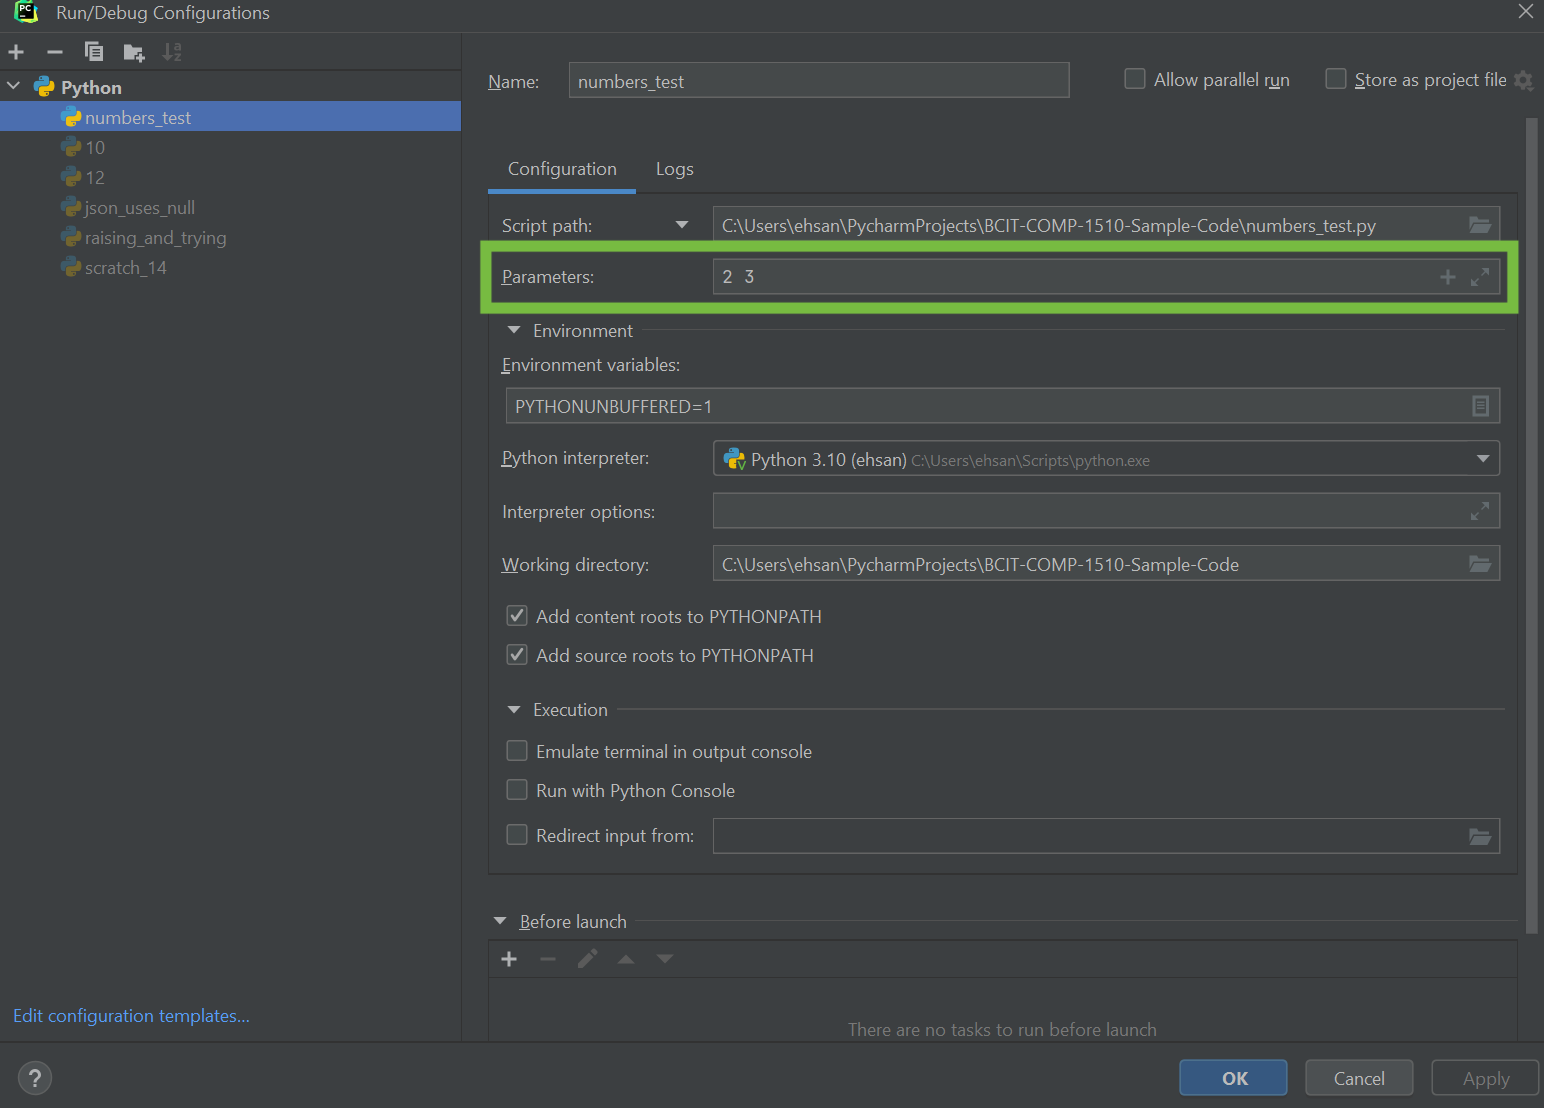 PC
Run/Debug Configurations
Python
numbers_test
10
12
json_uses_null
raising_and_trying
scratch_14
Edit configuration templates...
Name: numbers_test
Allow parallel run
Store as project file
Configuration Logs
Script path: C:\Users\ehsan\PycharmProjects\BCIT-COMP-1510-Sample-Code\numbers_test.py
Parameters: 2 3
Environment
Environment variables:
PYTHONUNBUFFERED=1
Python interpreter: Python 3.10 (ehsan) C:\Users\ehsan\Scripts\python.exe
Interpreter options:
Working directory: C:\Users\ehsan\PycharmProjects\BCIT-COMP-1510-Sample-Code
Add content roots to PYTHONPATH
Add source roots to PYTHONPATH
Execution
Emulate terminal in output console
Run with Python Console
Redirect input from:
Before launch
There are no tasks to run before launch
? OK Cancel Apply